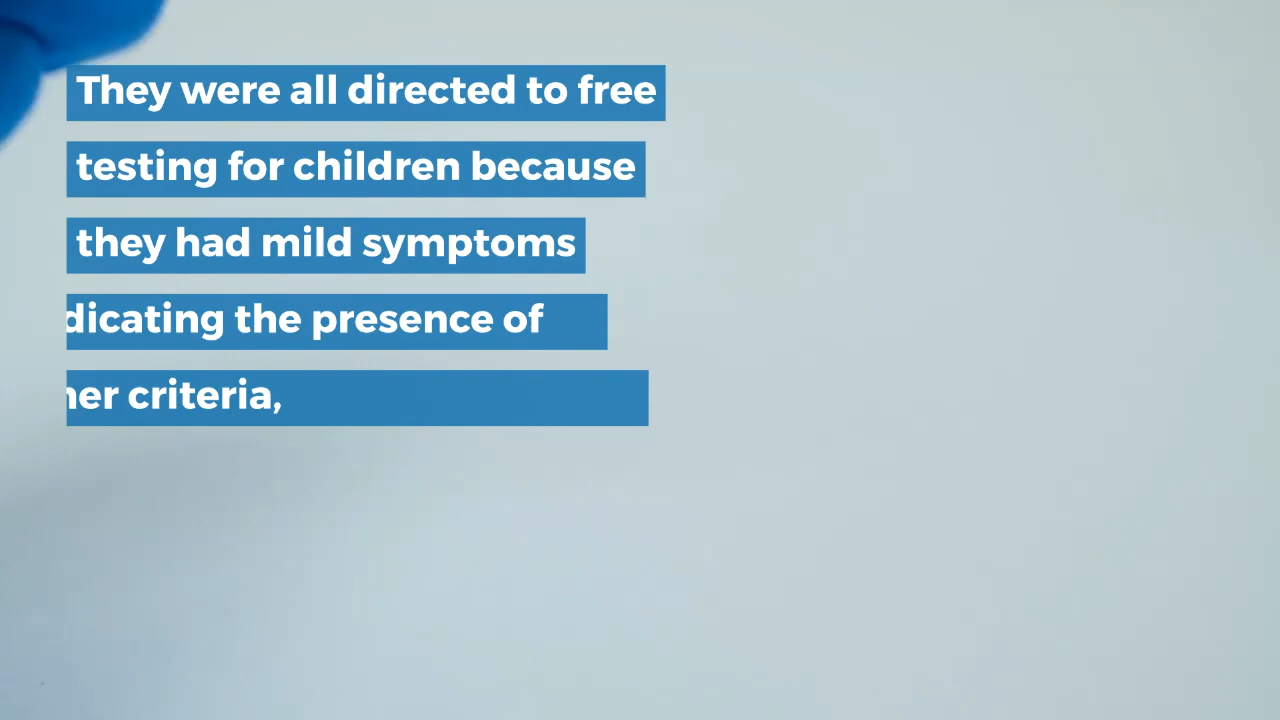 They were all directed to free
testing for children because
they had mild symptoms
dicating the presence of
her criteria,